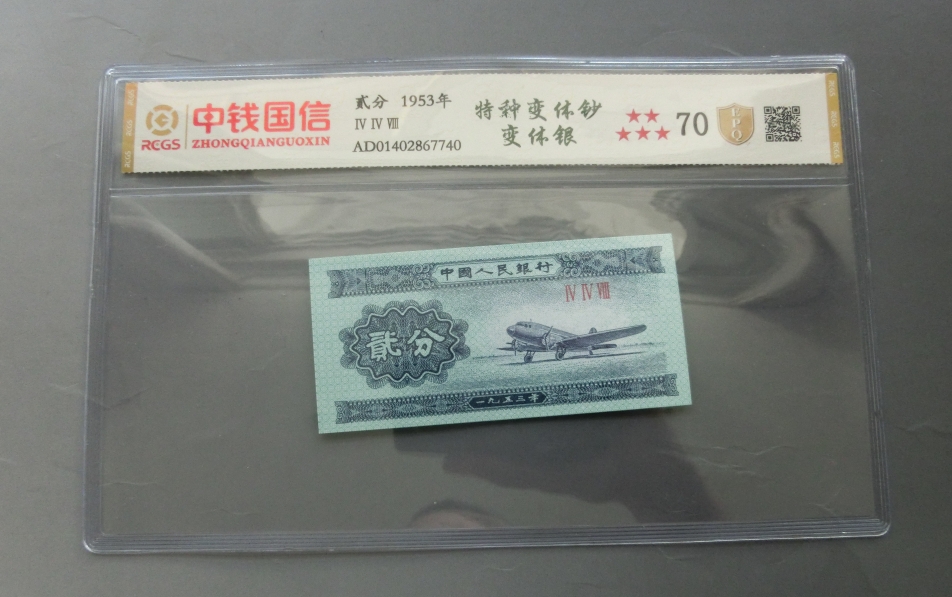 RCGS
中钱国信
ZHONGQIANGUOXIN
贰分 1953年
Ⅳ Ⅳ Ⅷ
AD01402867740
特种变体钞
变体银
★★
★★★ 70
EPQ
中國人民銀行
Ⅳ Ⅳ Ⅷ
貳分
一九五三年